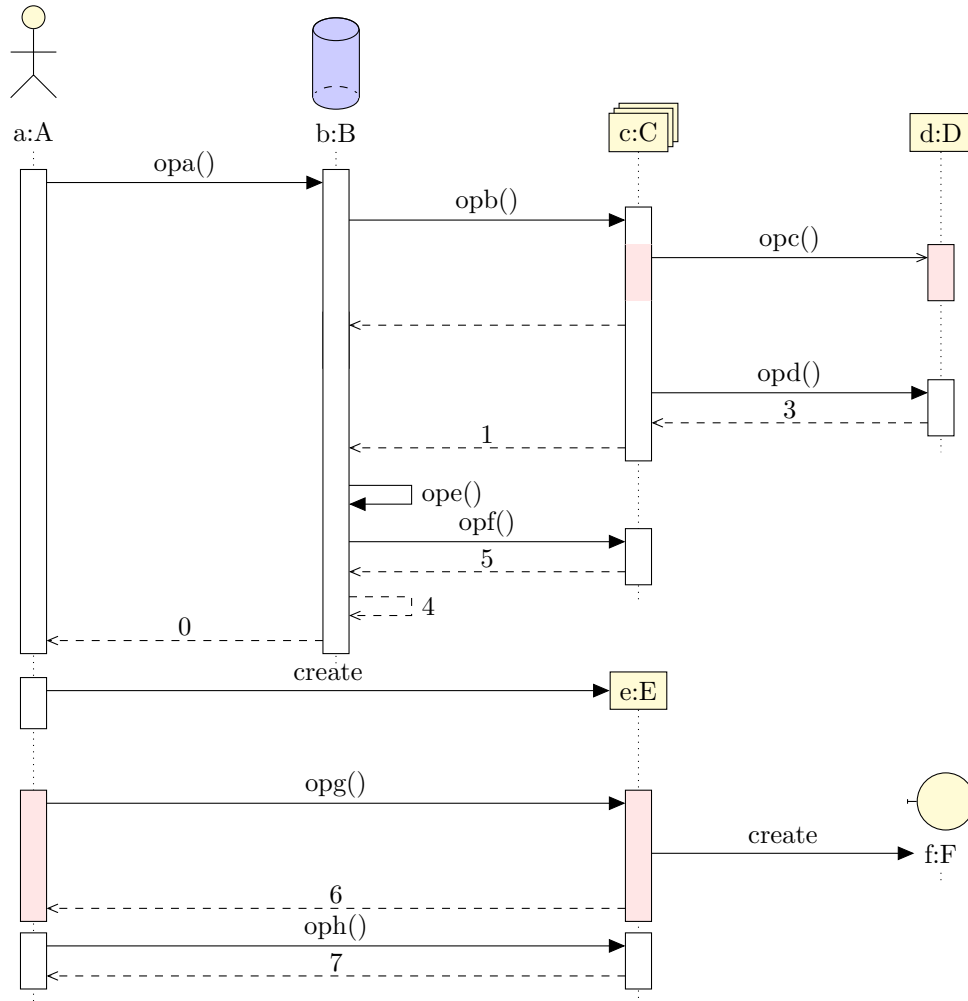 a:A
b:B
c:C
d:D
opa()
opb()
opc()
opd()
3
1
ope()
opf()
5
4
0
create
e:E
opg()
create
f:F
6
oph()
7